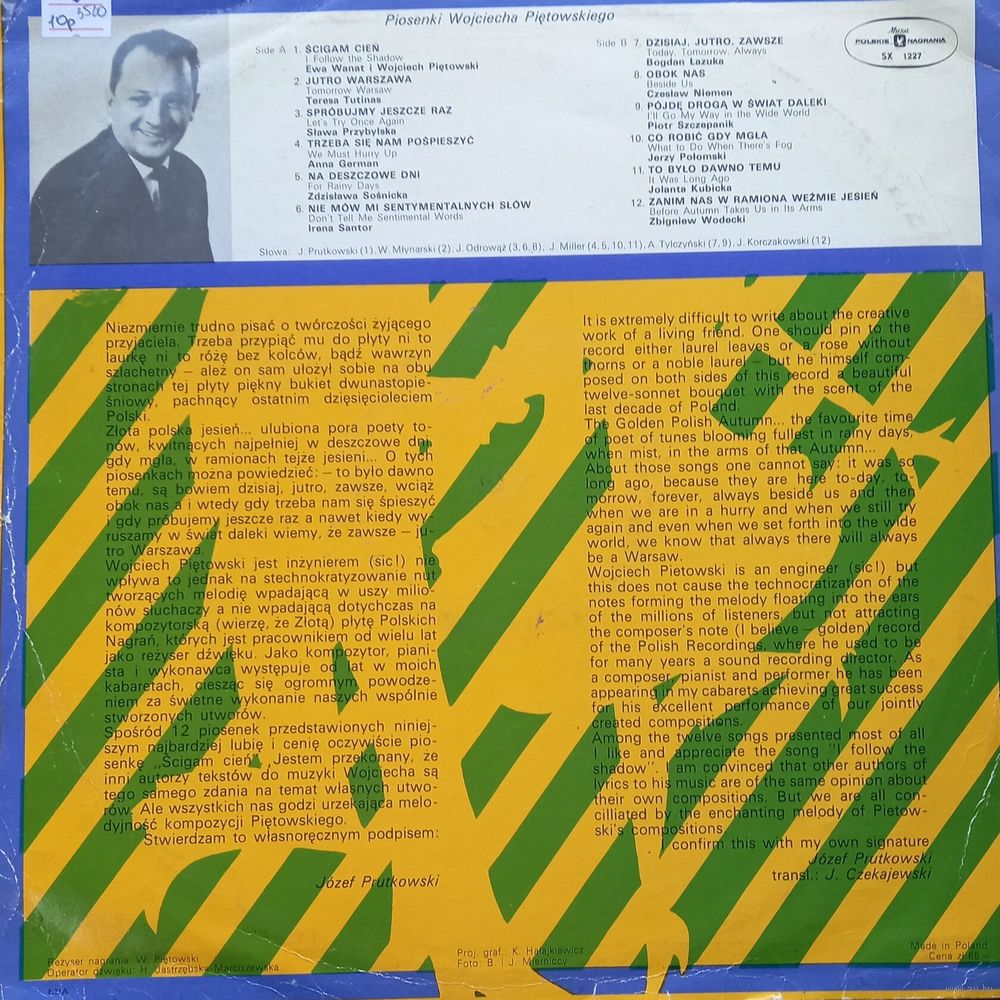 10р 5520
Piosenki Wojciecha Piętowskiego
Side A 1. ŚCIGAM CIEŃ
I Follow the Shadow
Ewa Wanat i Wojciech Piętowski
2. JUTRO WARSZAWA
Tomorrow Warsaw
Teresa Tutinas
3. SPRÓBUJMY JESZCZE RAZ
Let's Try Once Again
Sława Przybylska
4. TRZEBA SIĘ NAM POŚPIESZYĆ
We Must Hurry Up
Anna German
5. NA DESZCZOWE DNI
For Rainy Days
Zdzisława Sośnicka
6. NIE MÓW MI SENTYMENTALNYCH SŁÓW
Don't Tell Me Sentimental Words
Irena Santor
Side B 7. DZISIAJ, JUTRO, ZAWSZE
Today, Tomorrow, Always
Bogdan Łazuka
8. OBOK NAS
Beside Us
Czesław Niemen
9. PÓJDĘ DROGĄ W ŚWIAT DALEKI
I'll Go My Way in the Wide World
Piotr Szczepanik
10. CO ROBIĆ GDY MGŁA
What to Do When There's Fog
Jerzy Połomski
11. TO BYŁO DAWNO TEMU
It Was Long Ago
Jolanta Kubicka
12. ZANIM NAS W RAMIONA WEŹMIE JESIEŃ
Before Autumn Takes Us in Its Arms
Zbigniew Wodecki
Muza
POLSKIE NAGRANIA
SX 1227
Słowa: J. Prutkowski (1), W. Młynarski (2), J. Odrowąż (3, 6, 8), J. Miller (4, 5, 10, 11), A. Tylczyński (7, 9), J. Korczakowski (12)
Niezmiernie trudno pisać o twórczości żyjącego
przyjaciela. Trzeba przypiąć mu do płyty ni to
laurkę ni to różę bez kolców, bądź wawrzyn
szlachetny – ależ on sam ułożył sobie na obu
stronach tej płyty piękny bukiet dwunastopie-
śniowy, pachnący ostatnim dziesięcioleciem
Polski.
Złota polska jesień... ulubiona pora poety to-
nów, kwitnących najpełniej w deszczowe dni,
gdy mgła, w ramionach tejże jesieni... O tych
piosenkach można powiedzieć: – to było dawno
temu, są bowiem dzisiaj, jutro, zawsze, wciąż
obok nas a i wtedy gdy trzeba nam się śpieszyć
i gdy próbujemy jeszcze raz a nawet kiedy wy-
ruszamy w świat daleki wiemy, że zawsze – ju-
tro Warszawa.
Wojciech Piętowski jest inżynierem (sic!) nie
wpływa to jednak na stechnokratyzowanie nut
tworzących melodię wpadającą w uszy milio-
nów słuchaczy a nie wpadającą dotychczas na
kompozytorską (wierzę, że Złotą) płytę Polskich
Nagrań, których jest pracownikiem od wielu lat
jako reżyser dźwięku. Jako kompozytor, piani-
sta i wykonawca występuje od lat w moich
kabaretach, ciesząc się ogromnym powodze-
niem za świetne wykonanie naszych wspólnie
stworzonych utworów.
Spośród 12 piosenek przedstawionych niniej-
szym najbardziej lubię i cenię oczywiście pio-
senkę „Ścigam cień". Jestem przekonany, że
inni autorzy tekstów do muzyki Wojciecha są
tego samego zdania na temat własnych utwo-
rów. Ale wszystkich nas godzi urzekająca melo-
dyjność kompozycji Piętowskiego.
Stwierdzam to własnoręcznym podpisem:
Józef Prutkowski
It is extremely difficult to write about the creative
work of a living friend. One should pin to the
record either laurel leaves or a rose without
thorns or a noble laurel – but he himself com-
posed on both sides of this record a beautiful
twelve-sonnet bouquet with the scent of the
last decade of Poland.
The Golden Polish Autumn... the favourite time
of poet of tunes blooming fullest in rainy days,
when mist, in the arms of that Autumn...
About those songs one cannot say: it was so
long ago, because they are here to-day, to-
morrow, forever, always beside us and then
when we are in a hurry and when we still try
again and even when we set forth into the wide
world, we know that always there will always
be a Warsaw.
Wojciech Pietowski is an engineer (sic!) but
this does not cause the technocratization of the
notes forming the melody floating into the ears
of the millions of listeners, but not attracting
the composer's note (I believe – golden) record
of the Polish Recordings, where he used to be
for many years a sound recording director. As
a composer, pianist and performer he has been
appearing in my cabarets achieving great success
for his excellent performance of our jointly
created compositions.
Among the twelve songs presented most of all
I like and appreciate the song "I follow the
shadow". I am convinced that other authors of
lyrics to his music are of the same opinion about
their own compositions. But we are all con-
cilliated by the enchanting melody of Pietow-
ski's compositions.
I confirm this with my own signature
Józef Prutkowski
transl.: J. Czekajewski
Reżyser nagrania: W. Piętowski
Operator dźwięku: H. Jastrzębska-Marciszewska
Proj. graf.: K. Hałajkiewicz
Foto: B. i J. Mierniccy
Made in Poland
Cena zł 65 –